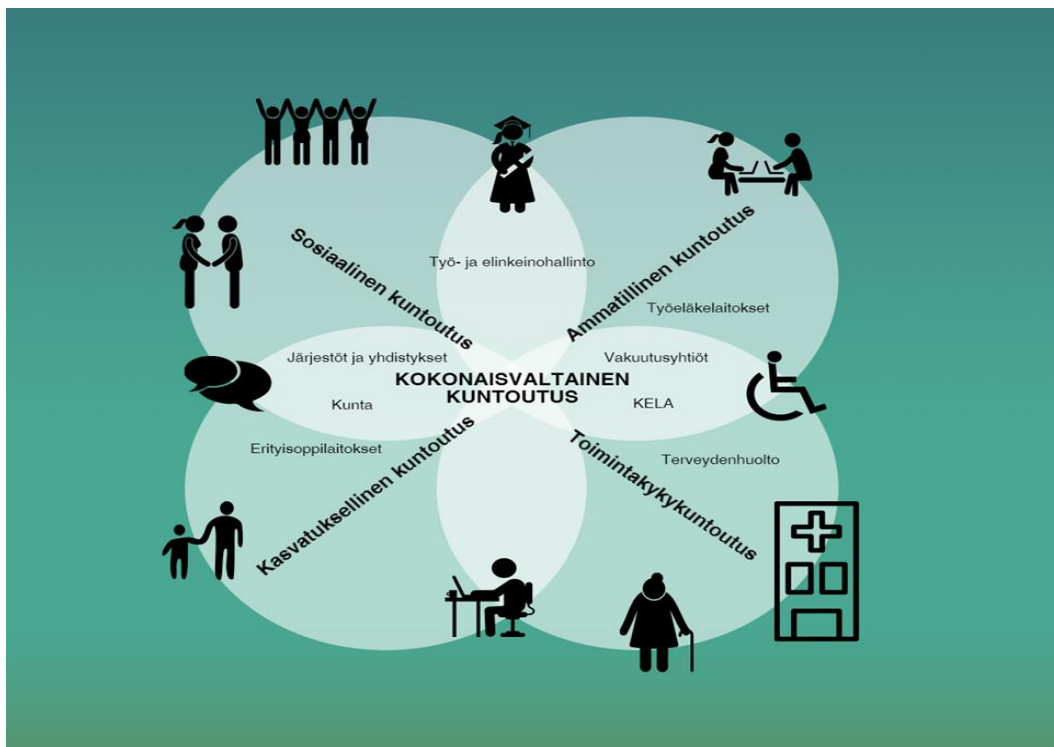 Sosiaalinen kuntoutus
Työ- ja elinkeinohallinto
Ammatillinen kuntoutus
Työeläkelaitokset
Järjestöt ja yhdistykset
Vakuutusyhtiöt
KOKONAISVALTAINEN
KUNTOUTUS
Kunta
KELA
Erityisoppilaitokset
Terveydenhuolto
Kasvatuksellinen kuntoutus
Toimintakykykuntoutus